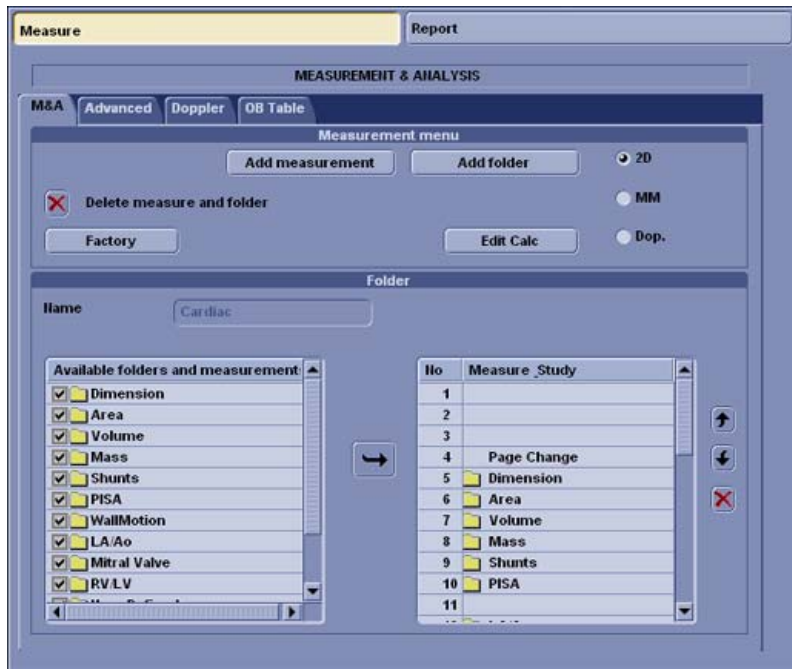 Measure Report
MEASUREMENT & ANALYSIS
M&A Advanced Doppler OB Table
Measurement menu
Add measurement Add folder 2D
Delete measure and folder MM
Factory Edit Calc Dop.
Folder
Name Cardiac
Available folders and measurement
Dimension
Area
Volume
Mass
Shunts
PISA
WallMotion
LA/Ao
Mitral Valve
RV/LV
No Measure_Study
1
2
3
4 Page Change
5 Dimension
6 Area
7 Volume
8 Mass
9 Shunts
10 PISA
11